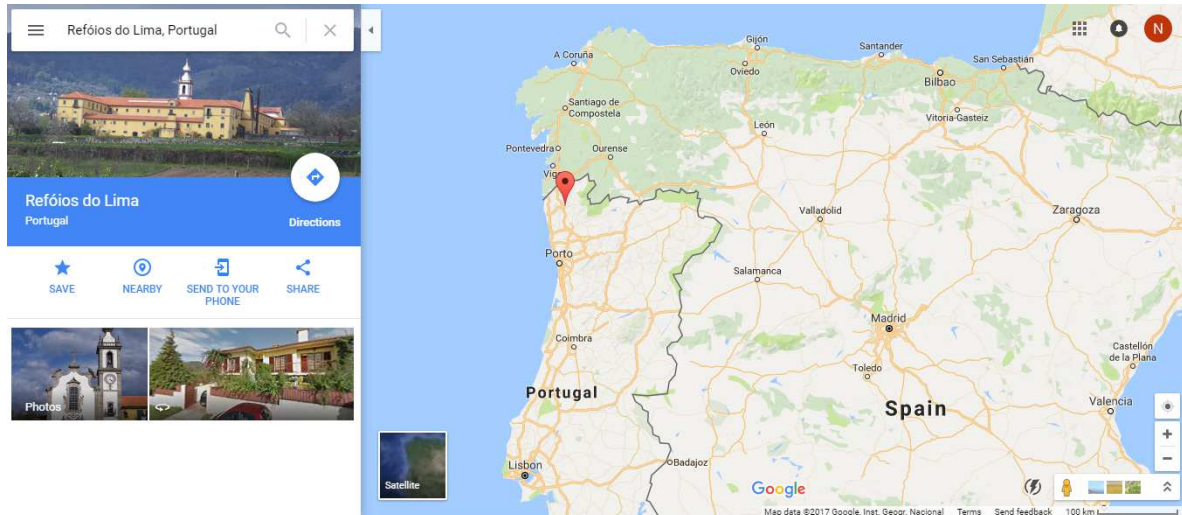 Refóios do Lima, Portugal
Refóios do Lima
Portugal
Directions
SAVE
NEARBY
SEND TO YOUR
PHONE
SHARE
Photos
A Coruña
Santiago de
Compostela
Pontevedra
Ourense
Vigo
Gijón
Oviedo
Santander
San Sebastián
Bilbao
Vitoria-Gasteiz
León
Valladolid
Zaragoza
Porto
Salamanca
Madrid
Coimbra
Toledo
Castellón
de la Plana
Valencia
Portugal
Spain
Lisbon
Badajoz
N
Satellite
Google
Map data ©2017 Google, Inst. Geogr. Nacional
Terms
Send feedback
100 km